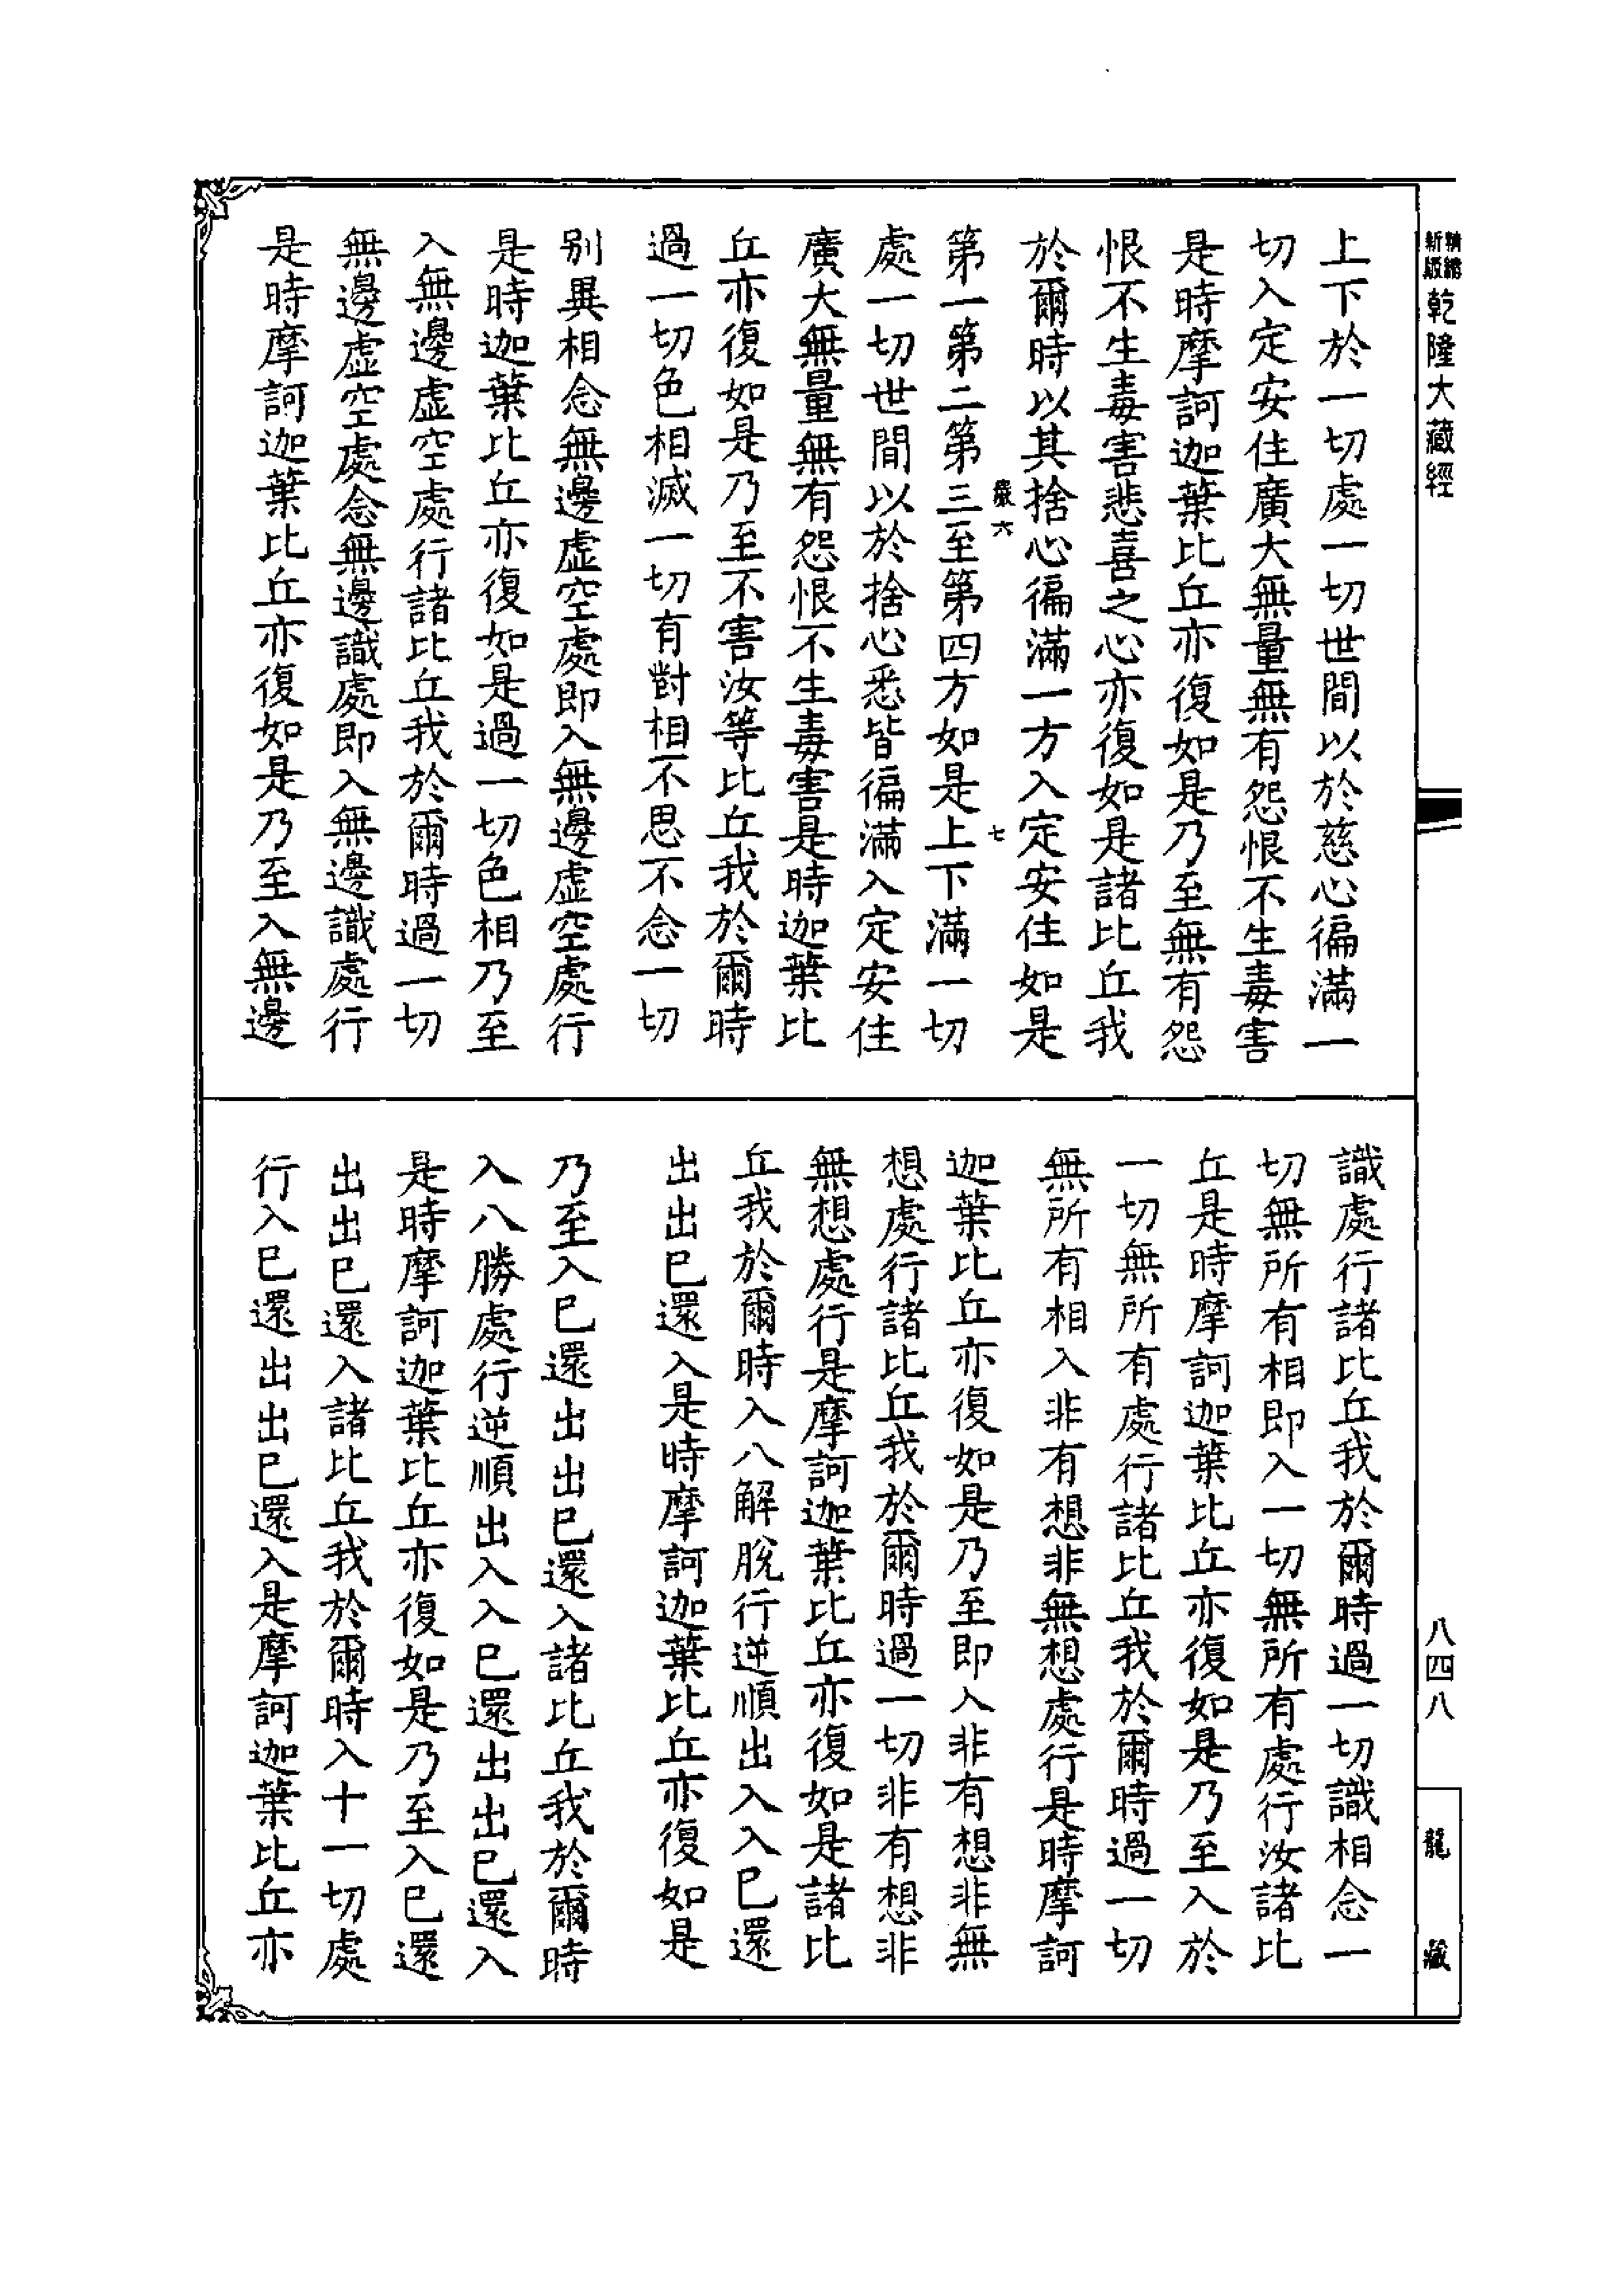 精縮新版乾隆大藏經
上下於一切處一切世間以於慈心徧滿一
切入定安住廣大無量無有怨恨不生毒害
是時摩訶迦葉比丘亦復如是乃至無有怨
恨不生毒害悲喜之心亦復如是諸比丘我
於爾時以其捨心徧滿一方入定安住如是
嚴六 七
第一第二第三至第四方如是上下滿一切
處一切世間以於捨心悉皆徧滿入定安住
廣大無量無有怨恨不生毒害是時迦葉比
丘亦復如是乃至不害汝等比丘我於爾時
過一切色相滅一切有對相不思不念一切
別異相念無邊虛空處即入無邊虛空處行
是時迦葉比丘亦復如是過一切色相乃至
入無邊虛空處行諸比丘我於爾時過一切
無邊虛空處念無邊識處即入無邊識處行
是時摩訶迦葉比丘亦復如是乃至入無邊
識處行諸比丘我於爾時過一切識相念一
切無所有相即入一切無所有處行汝諸比
丘是時摩訶迦葉比丘亦復如是乃至入於
一切無所有處行諸比丘我於爾時過一切
無所有相入非有想非無想處行是時摩訶
迦葉比丘亦復如是乃至即入非有想非無
想處行諸比丘我於爾時過一切非有想非
無想處行是摩訶迦葉比丘亦復如是諸比
丘我於爾時入八解脫行逆順出入入已還
出出已還入是時摩訶迦葉比丘亦復如是
乃至入已還出出已還入諸比丘我於爾時
入八勝處行逆順出入入已還出出已還入
是時摩訶迦葉比丘亦復如是乃至入已還
出出已還入諸比丘我於爾時入十一切處
行入已還出出已還入是摩訶迦葉比丘亦
八四八
龍藏